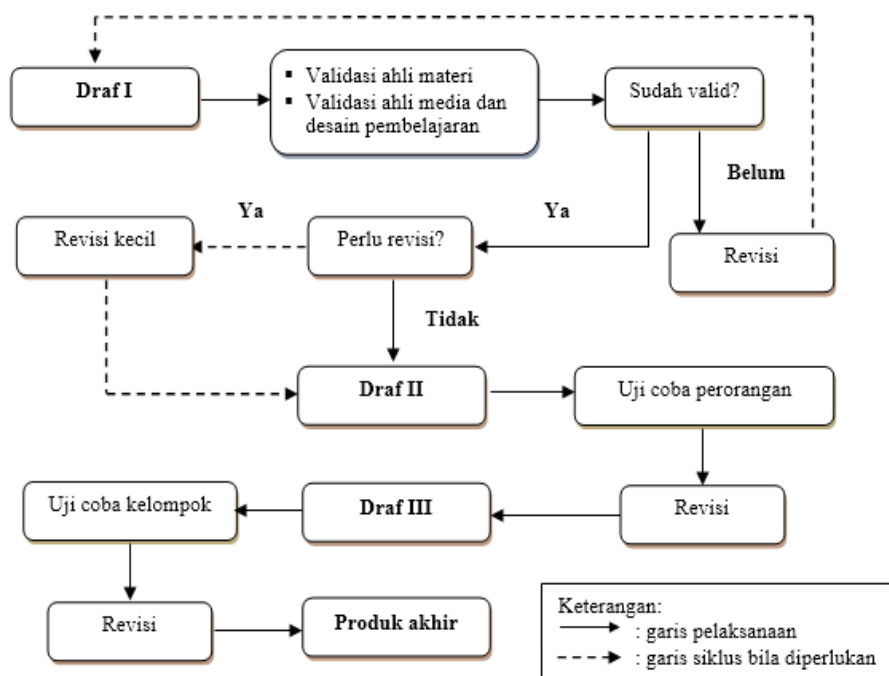 Draf I
▪ Validasi ahli materi
▪ Validasi ahli media dan
desain pembelajaran
Sudah valid?
Belum
Ya
Ya
Revisi kecil
Perlu revisi?
Revisi
Tidak
Draf II
Uji coba perorangan
Uji coba kelompok
Draf III
Revisi
Revisi
Produk akhir
Keterangan:
: garis pelaksanaan
: garis siklus bila diperlukan